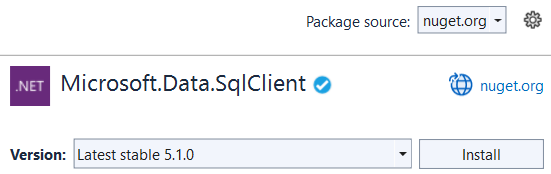 Package source: nuget.org
.NET Microsoft.Data.SqlClient nuget.org
Version: Latest stable 5.1.0 Install